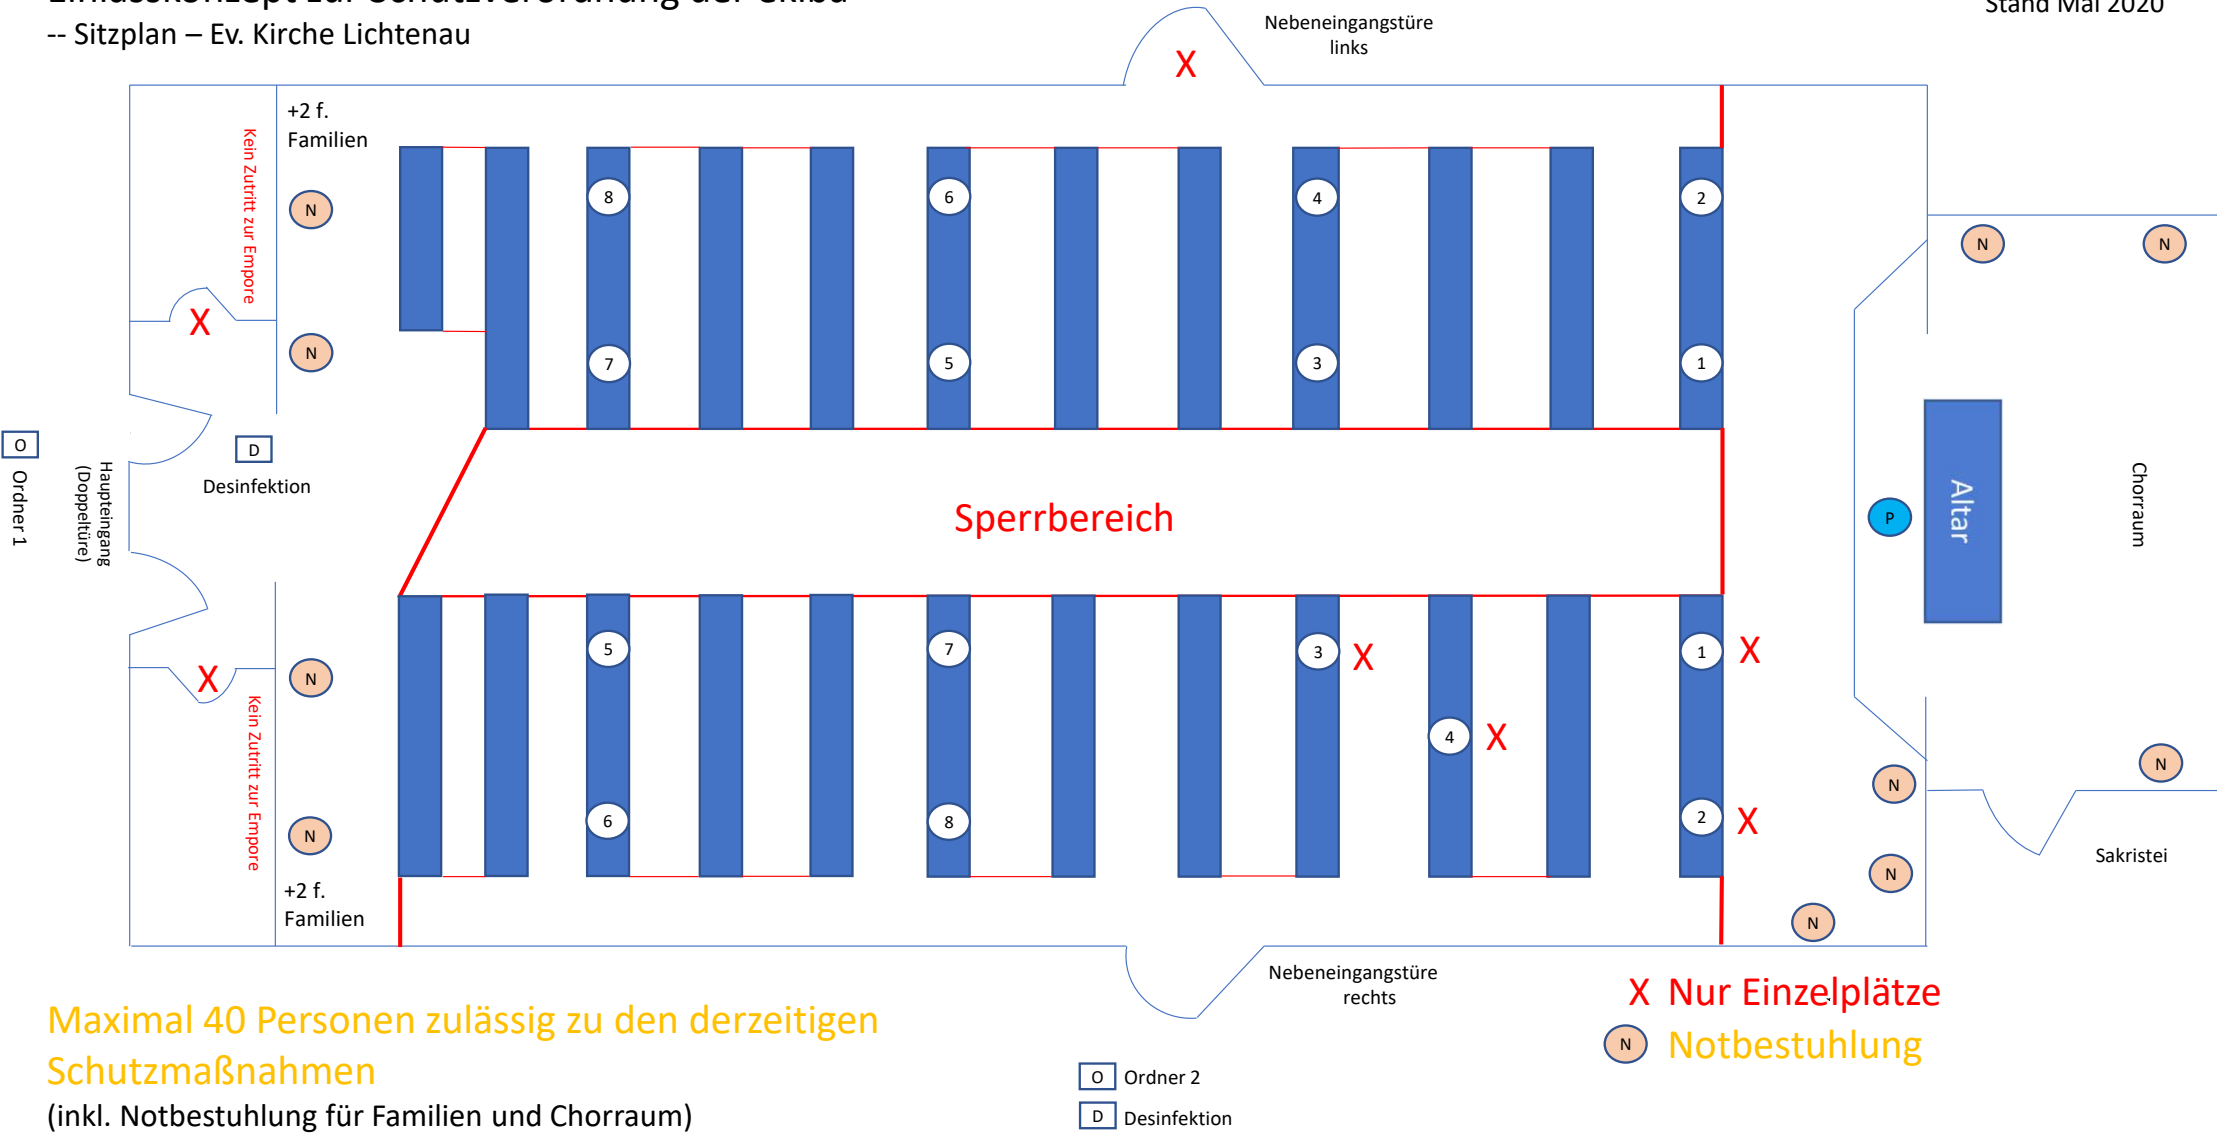 -- Sitzplan – Ev. Kirche Lichtenau
Stand Mai 2020
Nebeneingangstüre
links
X
+2 f.
Familien
Kein Zutritt zur Empore
N
N
X
8
6
4
2
7
5
3
1
N
N
O
Ordner 1
Haupteingang
(Doppeltüre)
D
Desinfektion
Sperrbereich
P
Altar
Chorraum
X
Kein Zutritt zur Empore
N
N
+2 f.
Familien
5
7
3 X
1 X
4 X
6
8
2 X
N
N
N
N
Sakristei
Nebeneingangstüre
rechts
X Nur Einzelplätze
N Notbestuhlung
Maximal 40 Personen zulässig zu den derzeitigen
Schutzmaßnahmen
(inkl. Notbestuhlung für Familien und Chorraum)
O Ordner 2
D Desinfektion